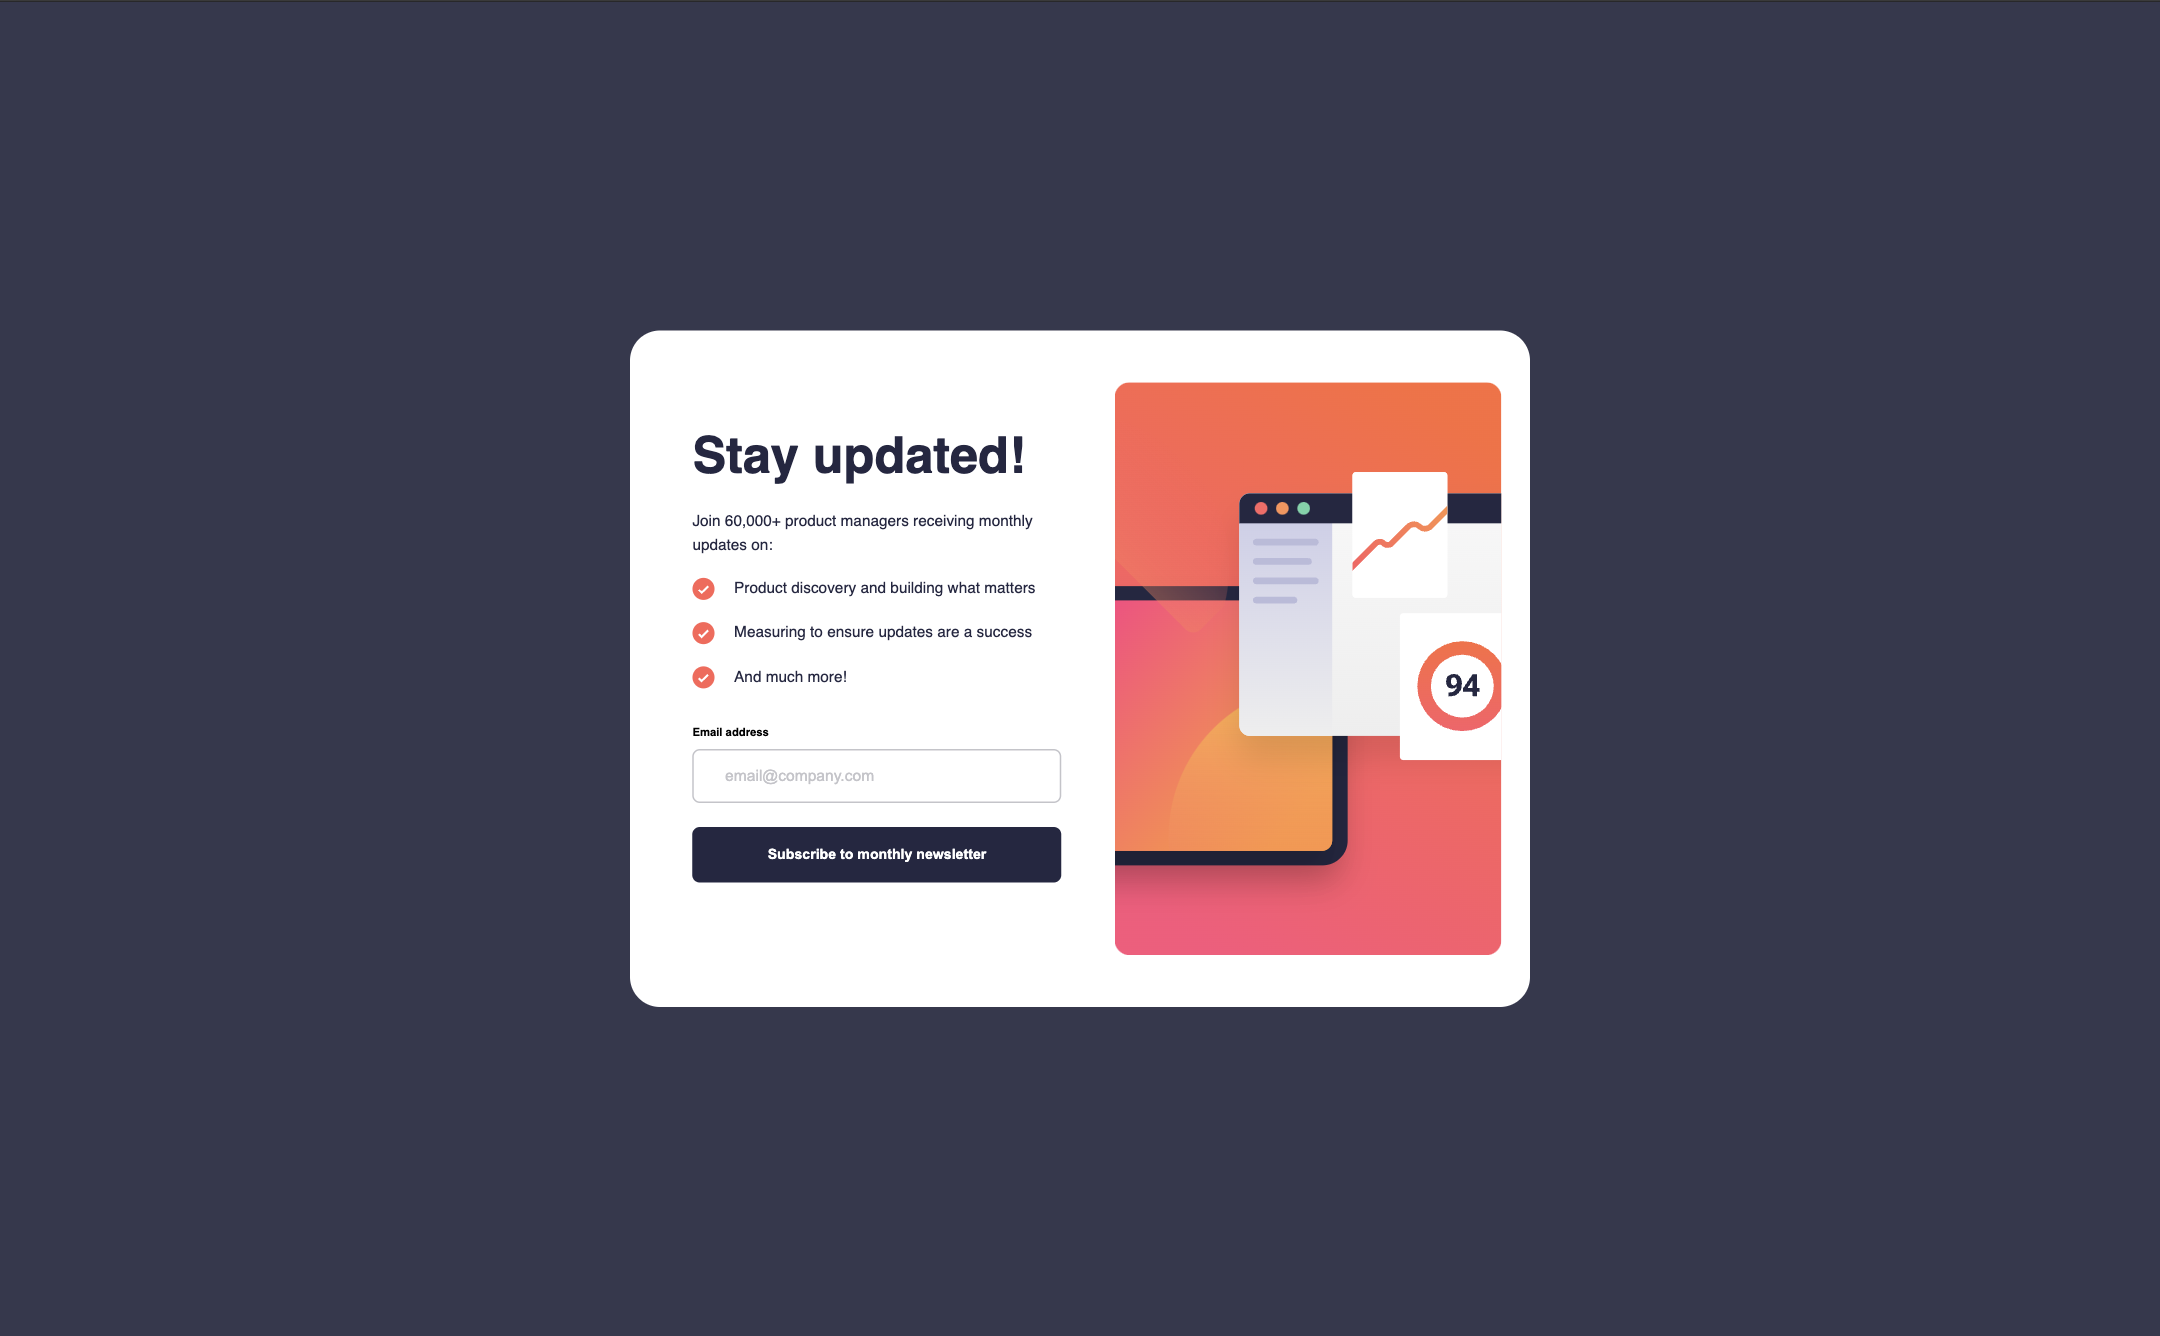 Stay updated!
Join 60,000+ product managers receiving monthly
updates on:
Product discovery and building what matters
Measuring to ensure updates are a success
And much more!
Email address
email@company.com
Subscribe to monthly newsletter
94